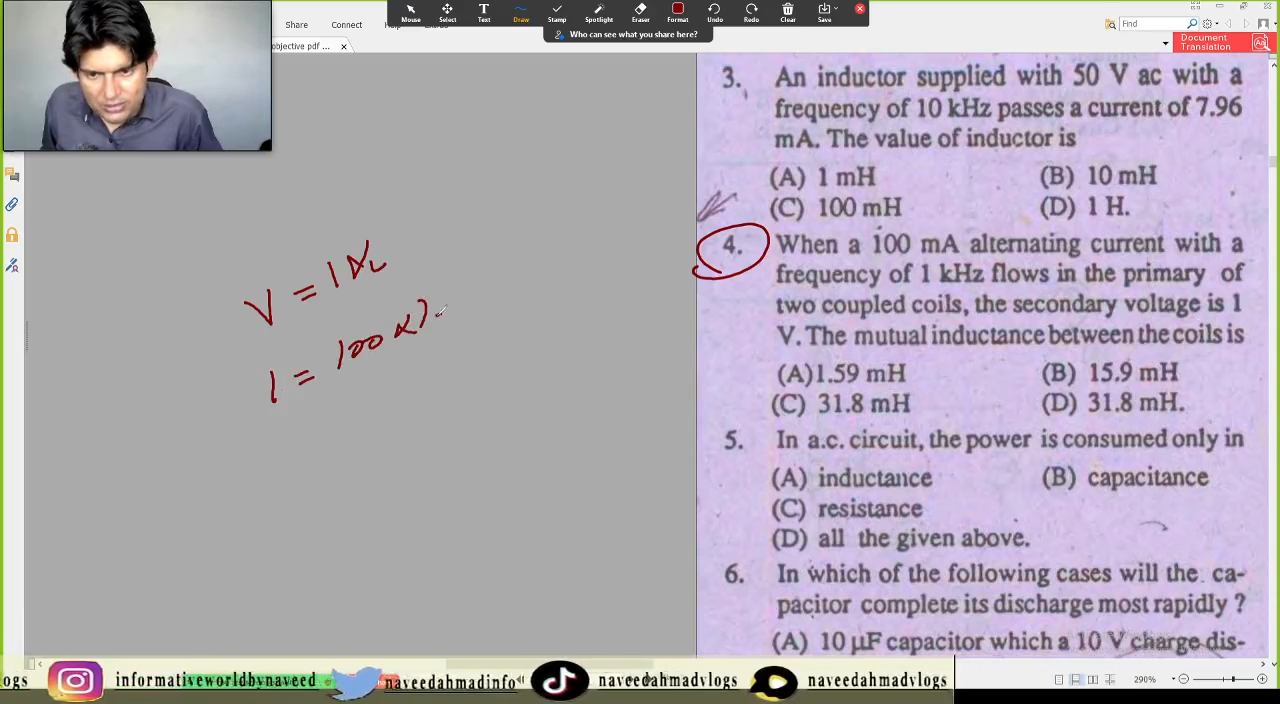 Share Connect
Mouse Select Text Draw Stamp Spotlight Eraser Format Undo Redo Clear Save
Who can see what you share here?
Find
objective pdf ...
Document Translation
3. An inductor supplied with 50 V ac with a
frequency of 10 kHz passes a current of 7.96
mA. The value of inductor is
(A) 1 mH (B) 10 mH
(C) 100 mH (D) 1 H.
4. When a 100 mA alternating current with a
frequency of 1 kHz flows in the primary of
two coupled coils, the secondary voltage is 1
V. The mutual inductance between the coils is
(A) 1.59 mH (B) 15.9 mH
(C) 31.8 mH (D) 31.8 mH.
5. In a.c. circuit, the power is consumed only in
(A) inductance (B) capacitance
(C) resistance
(D) all the given above.
6. In which of the following cases will the ca-
pacitor complete its discharge most rapidly ?
(A) 10 μF capacitor which a 10 V charge dis-
V = I X L
1 = 100 x
logs informativeworldbynaveed naveedahmadinfo naveedahmadvlogs naveedahmadvlogs
290%